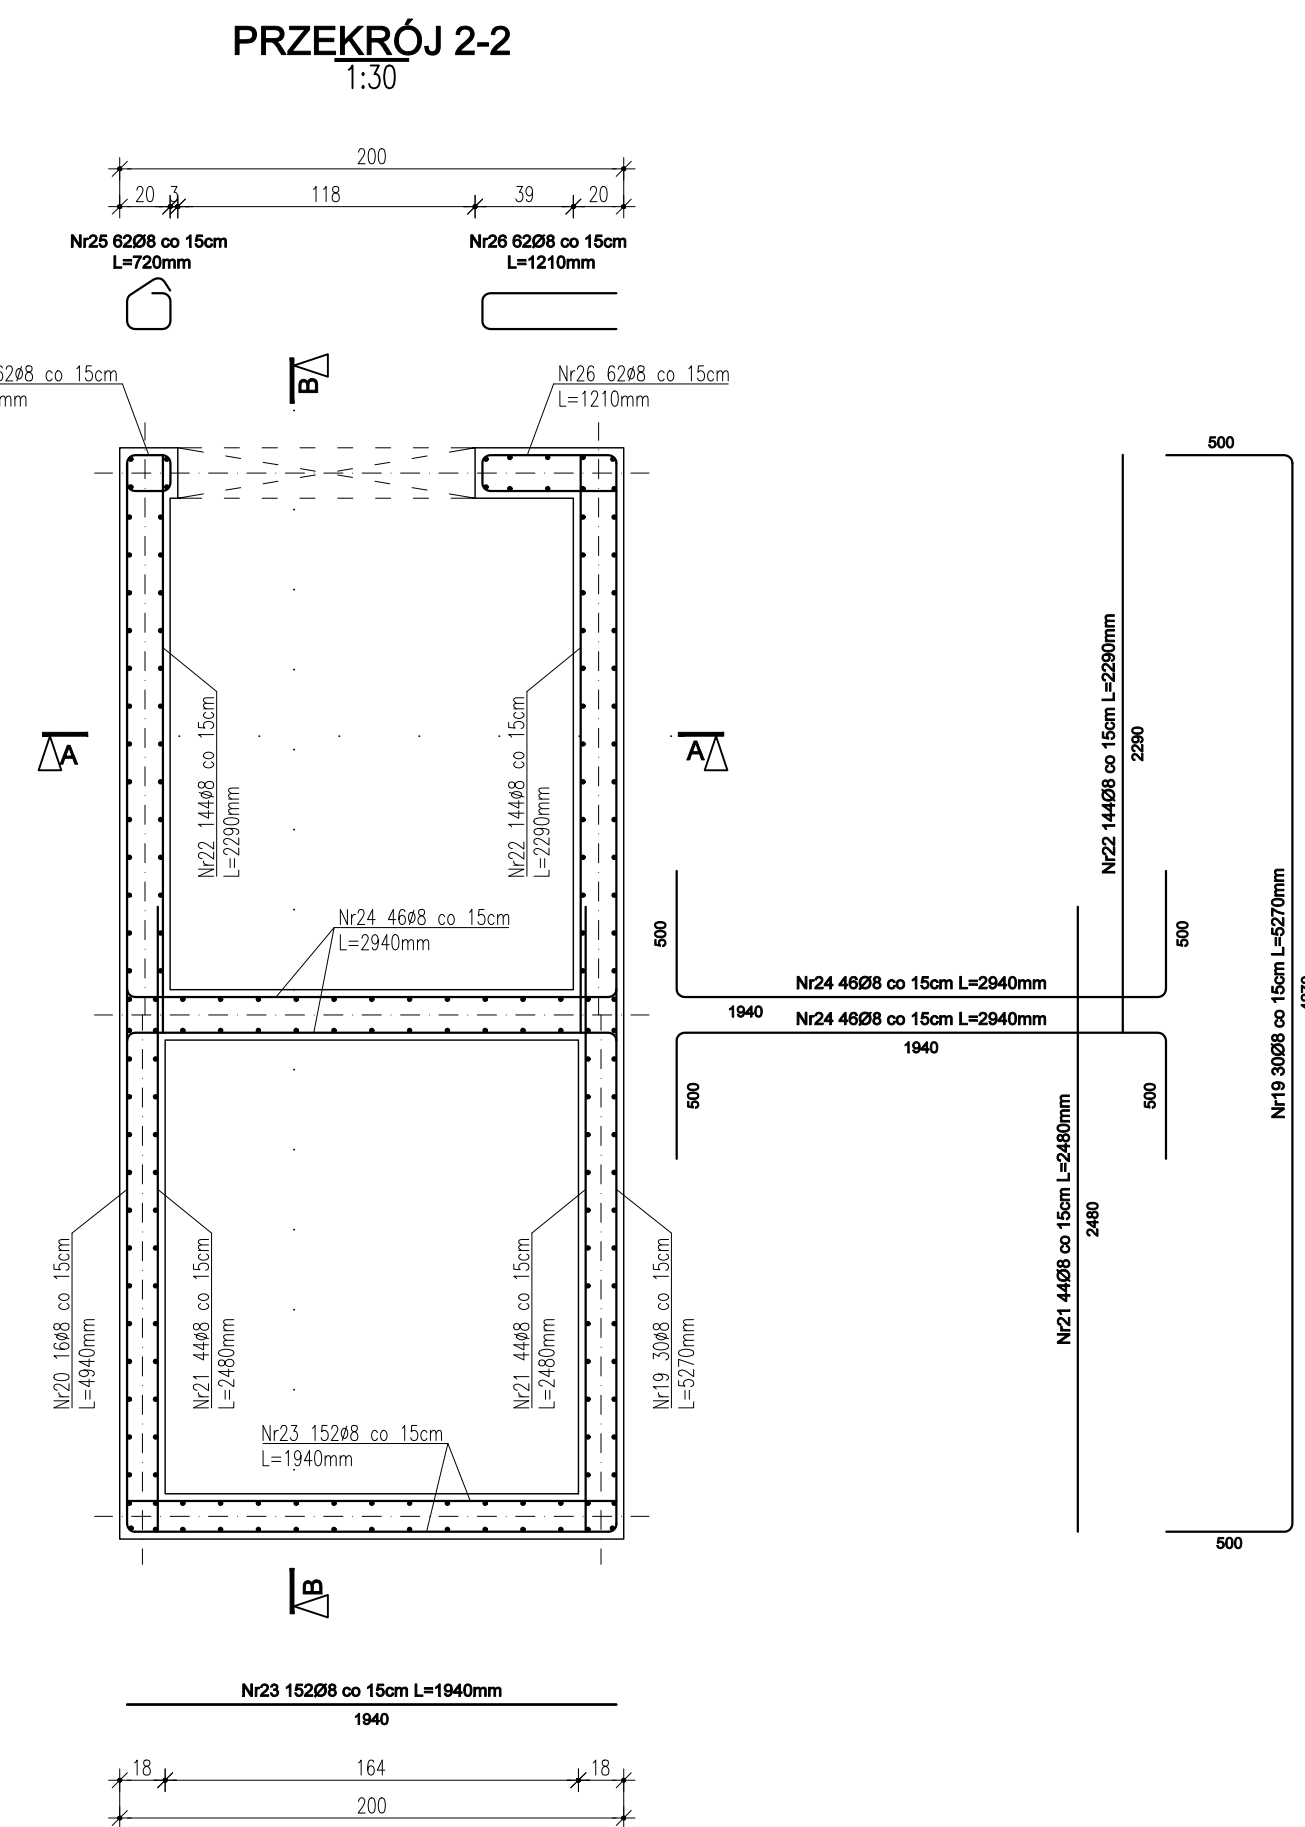 PRZEKRÓJ 2-2
1:30
200
20 3 118 39 20
Nr25 62Ø8 co 15cm
L=720mm
Nr26 62Ø8 co 15cm
L=1210mm
B
62ø8 co 15cm
mm
Nr26 62ø8 co 15cm
L=1210mm
500
Nr22 144ø8 co 15cm
L=2290mm
Nr22 144ø8 co 15cm
L=2290mm
Nr22 144Ø8 co 15cm L=2290mm
2290
A
A
Nr24 46ø8 co 15cm
L=2940mm
500
500
Nr24 46Ø8 co 15cm L=2940mm
1940
Nr24 46Ø8 co 15cm L=2940mm
1940
500
500
Nr19 30Ø8 co 15cm L=5270mm
Nr21 44Ø8 co 15cm L=2480mm
2480
Nr20 16ø8 co 15cm
L=4940mm
Nr21 44ø8 co 15cm
L=2480mm
Nr21 44ø8 co 15cm
L=2480mm
Nr19 30ø8 co 15cm
L=5270mm
Nr23 152ø8 co 15cm
L=1940mm
500
B
Nr23 152Ø8 co 15cm L=1940mm
1940
18 164 18
200